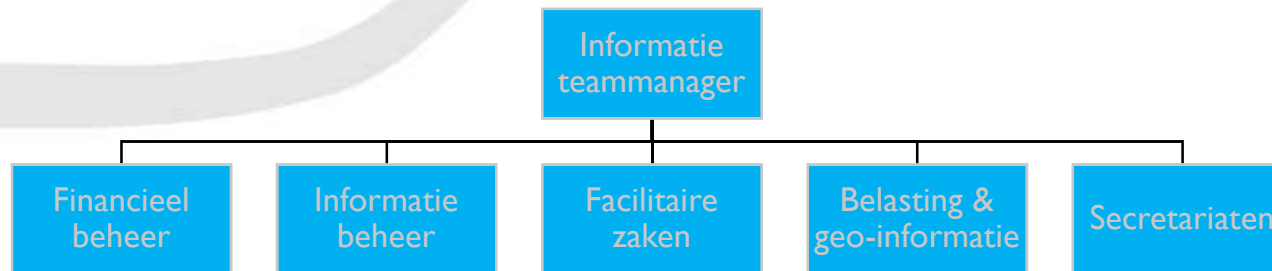 Informatie
teammanager
Financieel
beheer
Informatie
beheer
Facilitaire
zaken
Belasting &
geo-informatie
Secretariaten